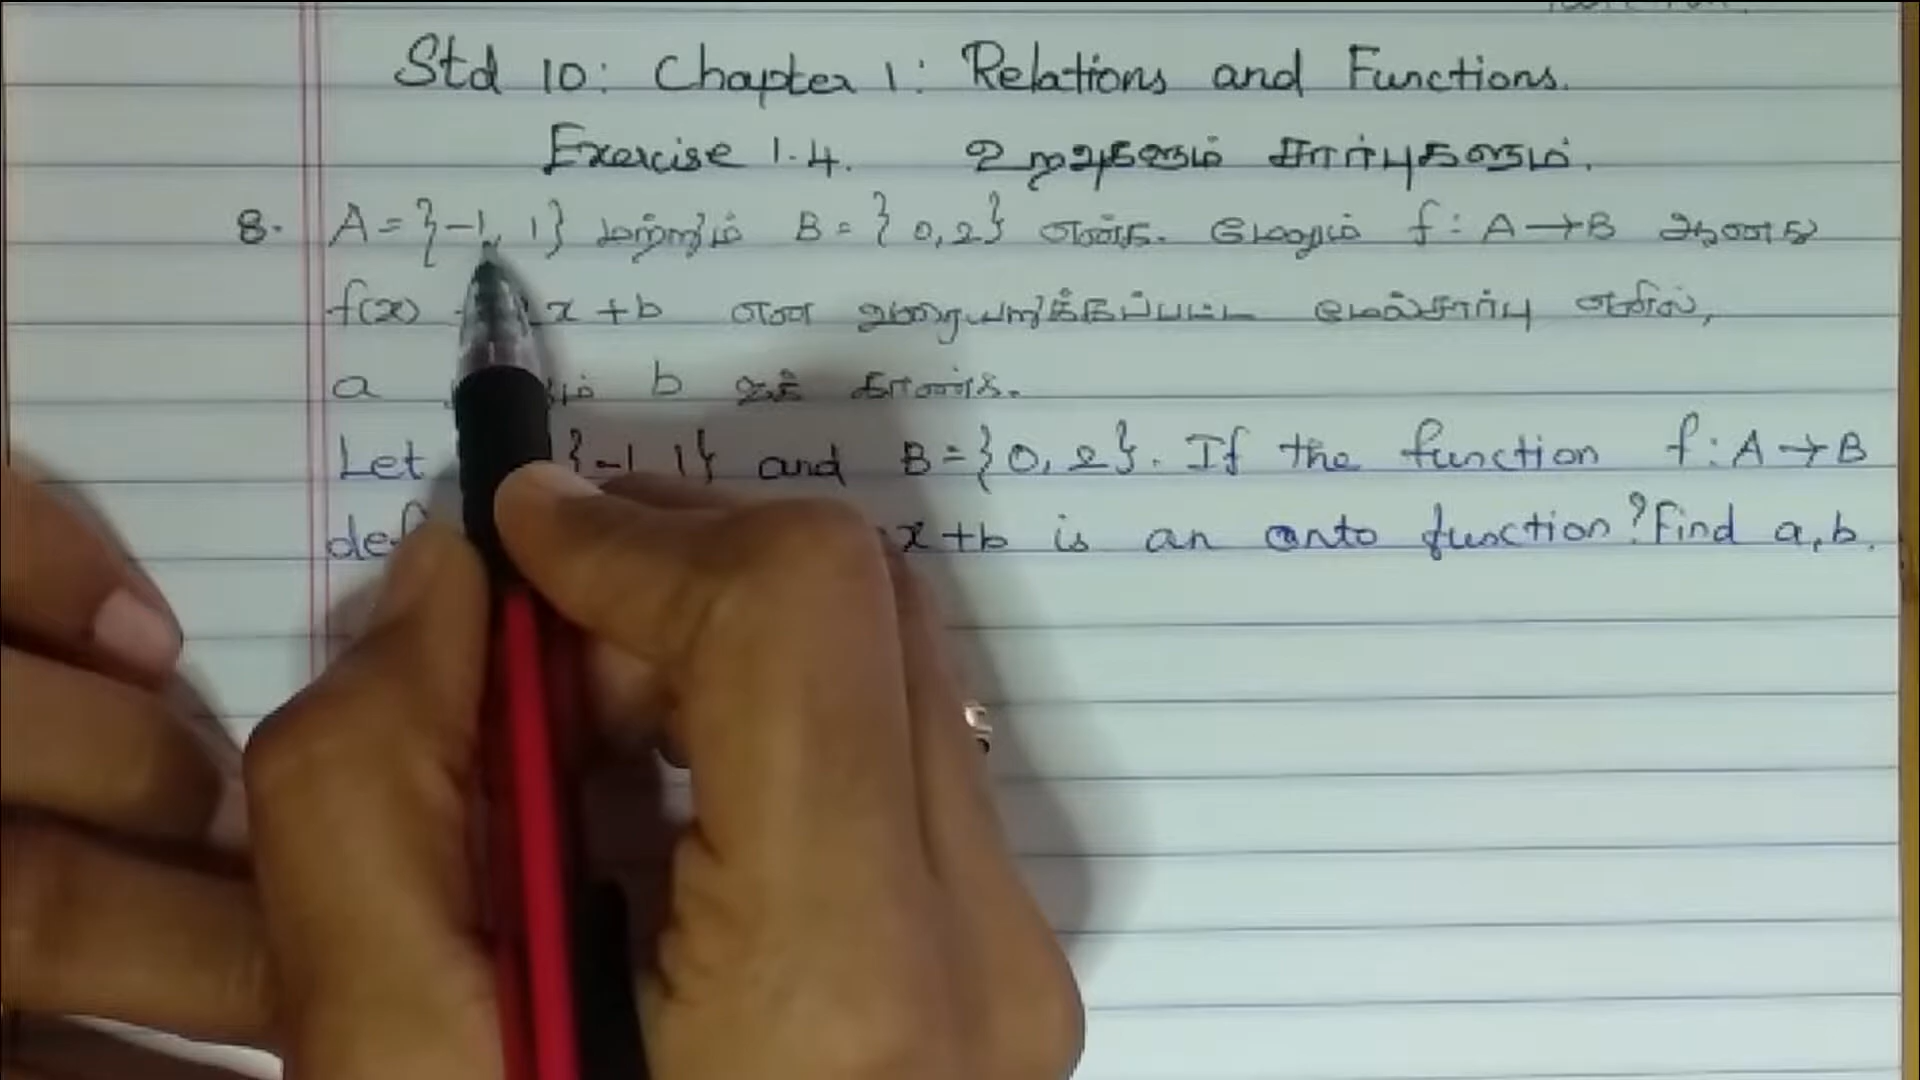 Std 10: Chapter 1: Relations and Functions.
Exercise 1.4. உறவுகளும் சார்புகளும்.
8. A = {-1, 1} மற்றும் B = { 0, 2} என்க. மேலும் f : A → B ஆனது
f(x) x + b என வரையறுக்கப்பட்ட மேல்சார்பு எனில்,
a b ஐக் காண்க.
Let {-1 1} and B = {0, 2}. If the function f : A → B
def x+b is an onto function? Find a, b.